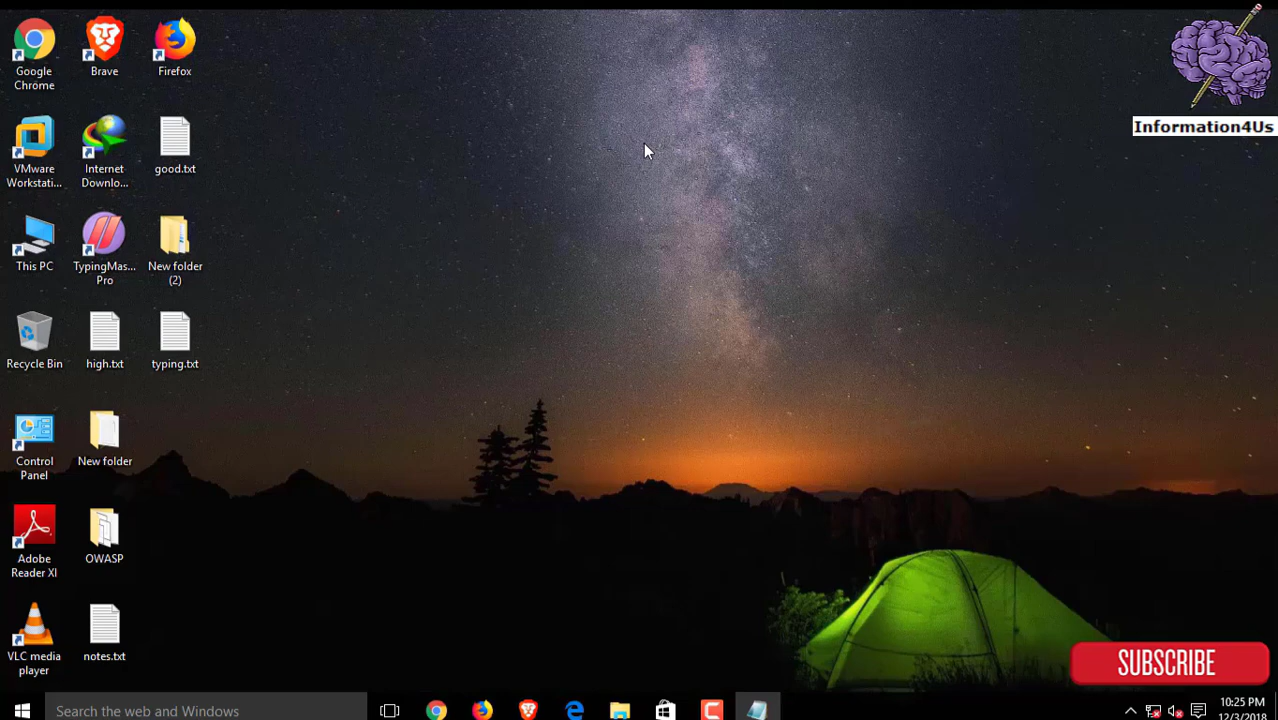 Google
Chrome
Brave
Firefox
Information4Us
VMware
Workstati...
Internet
Downlo...
good.txt
This PC
TypingMas...
Pro
New folder
(2)
Recycle Bin
high.txt
typing.txt
Control
Panel
New folder
Adobe
Reader XI
OWASP
VLC media
player
notes.txt
SUBSCRIBE
Search the web and Windows
10:25 PM
12/3/2018